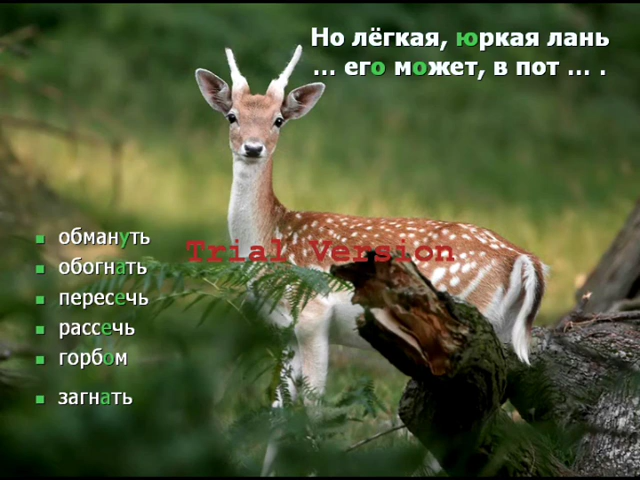 Но лёгкая, юркая лань
... его может, в пот ... .
обмануть
Trial Version
обогнать
пересечь
рассечь
горбом
загнать